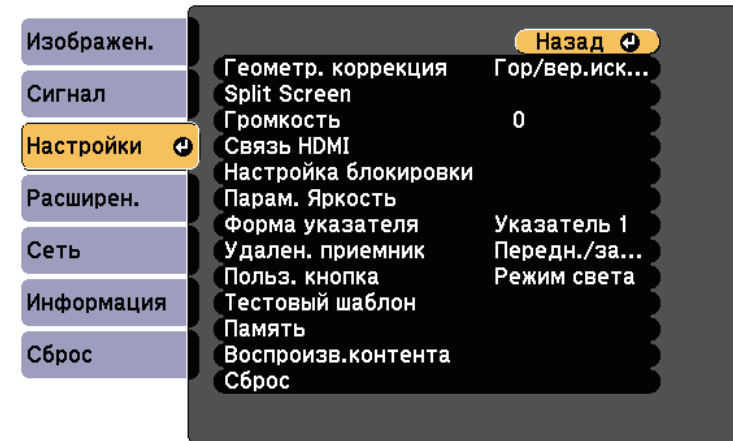 Изображен.
Сигнал
Настройки
Расширен.
Сеть
Информация
Сброс
Назад
Геометр. коррекция Гор/вер.иск...
Split Screen
Громкость 0
Связь HDMI
Настройка блокировки
Парам. Яркость
Форма указателя Указатель 1
Удален. приемник Передн./за...
Польз. кнопка Режим света
Тестовый шаблон
Память
Воспроизв.контента
Сброс